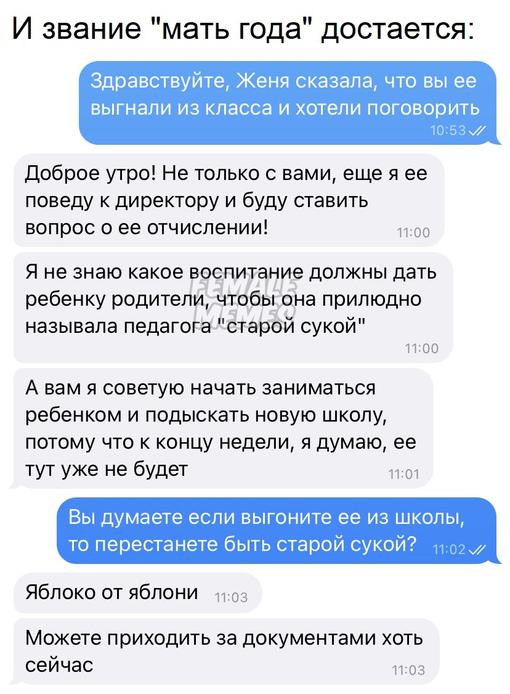 И звание "мать года" достается:
Здравствуйте, Женя сказала, что вы ее
выгнали из класса и хотели поговорить
10:53
Доброе утро! Не только с вами, еще я ее
поведу к директору и буду ставить
вопрос о ее отчислении!
11:00
Я не знаю какое воспитание должны дать
ребенку родители, чтобы она прилюдно
называла педагога "старой сукой"
11:00
FEMALE
MEMES
А вам я советую начать заниматься
ребенком и подыскать новую школу,
потому что к концу недели, я думаю, ее
тут уже не будет
11:01
Вы думаете если выгоните ее из школы,
то перестанете быть старой сукой? 11:02
Яблоко от яблони 11:03
Можете приходить за документами хоть
сейчас
11:03